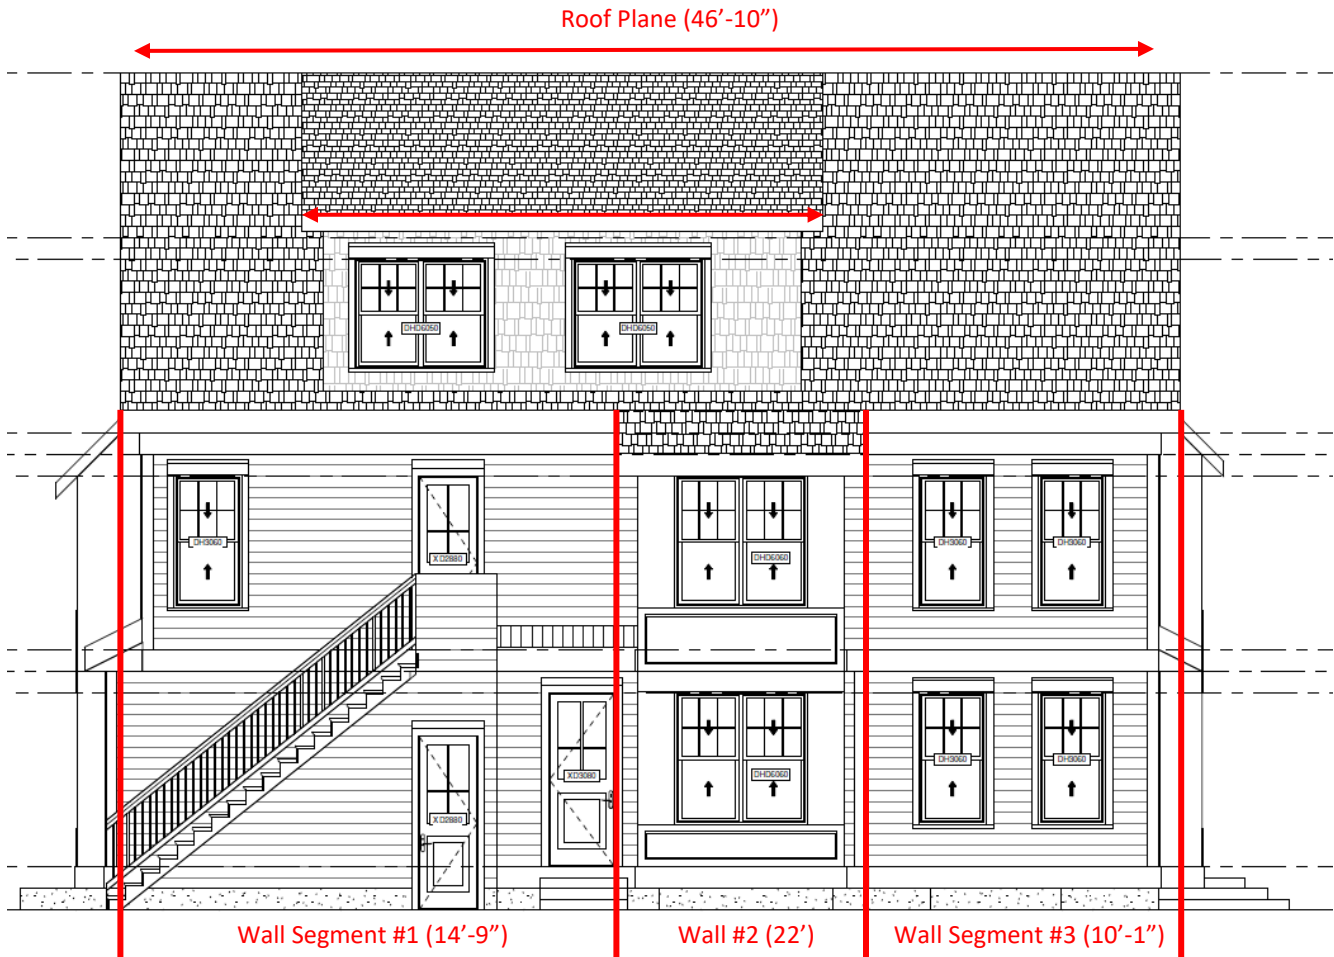 Roof Plane (46’-10”)
DHD6050 DHD6050
DH3060 XD2880 DHD6060 DH3060 DH3060
XD2880 XD3080 DHD6060 DH3060 DH3060
Wall Segment #1 (14’-9”) Wall #2 (22’) Wall Segment #3 (10’-1”)